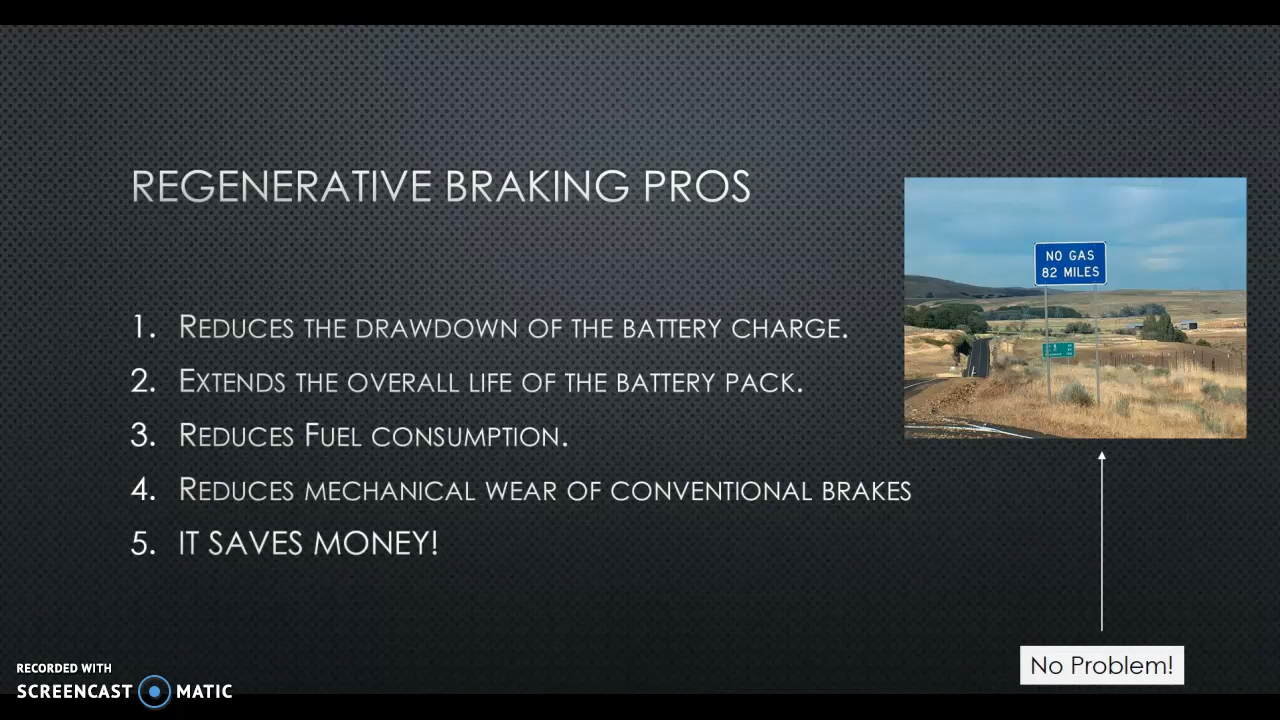 REGENERATIVE BRAKING PROS
NO GAS
82 MILES
1. REDUCES THE DRAWDOWN OF THE BATTERY CHARGE.
2. EXTENDS THE OVERALL LIFE OF THE BATTERY PACK.
3. REDUCES FUEL CONSUMPTION.
4. REDUCES MECHANICAL WEAR OF CONVENTIONAL BRAKES
5. IT SAVES MONEY!
No Problem!
RECORDED WITH
SCREENCAST MATIC